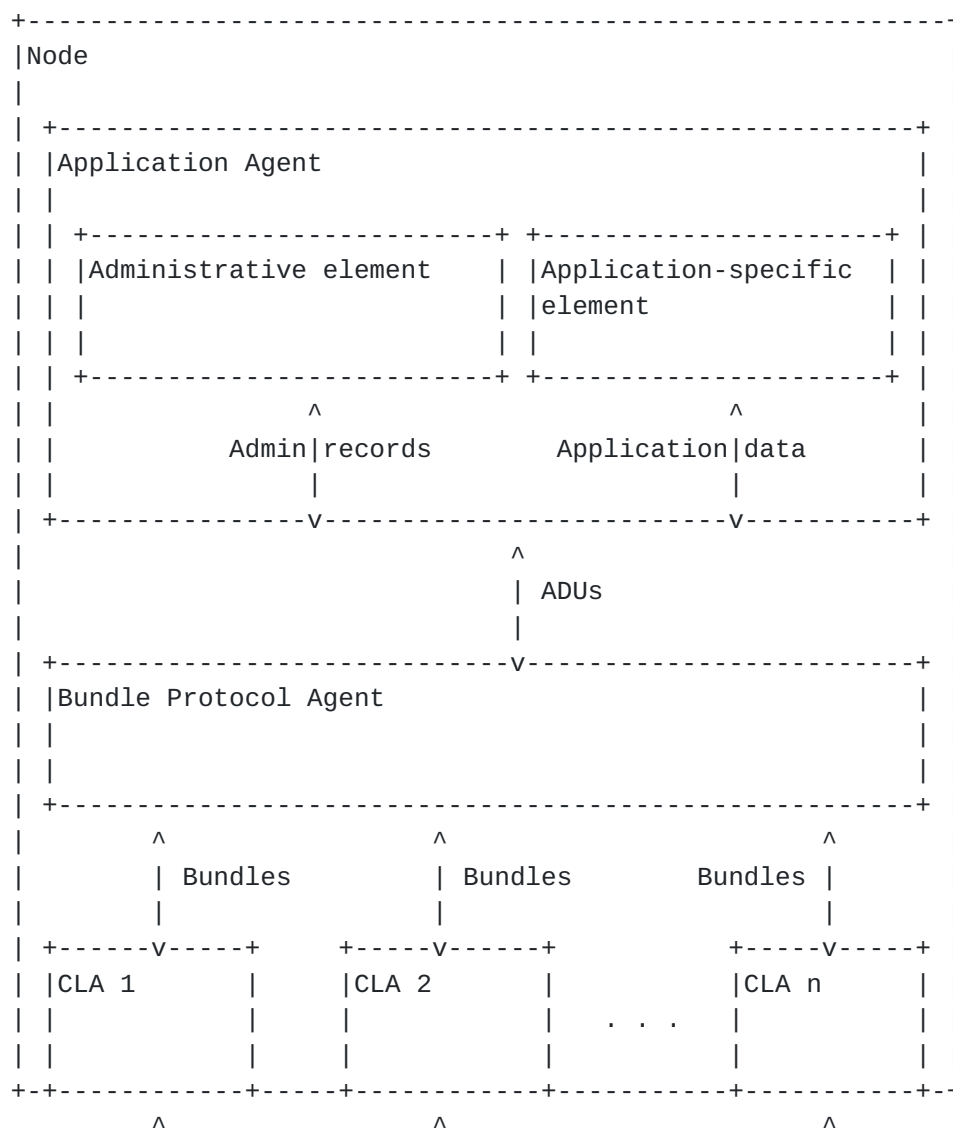 Node
Application Agent
Administrative element Application-specific
element
Admin|records Application|data
ADUs
Bundle Protocol Agent
Bundles Bundles Bundles
CLA 1 CLA 2 CLA n
. . .